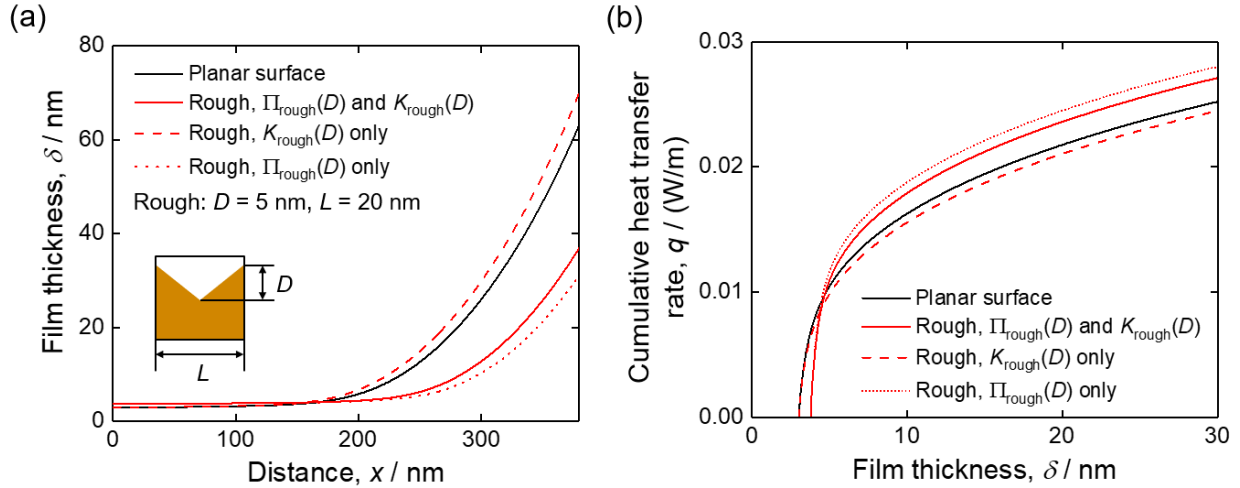 (a)
80
60
40
20
0
Film thickness, δ / nm
0
100
200
300
Distance, x / nm
Planar surface
Rough, Πrough(D) and Krough(D)
Rough, Krough(D) only
Rough, Πrough(D) only
Rough: D = 5 nm, L = 20 nm
D
L
(b)
0.03
0.02
0.01
0.00
Cumulative heat transfer
rate, q / (W/m)
0
10
20
30
Film thickness, δ / nm
Planar surface
Rough, Πrough(D) and Krough(D)
Rough, Krough(D) only
Rough, Πrough(D) only